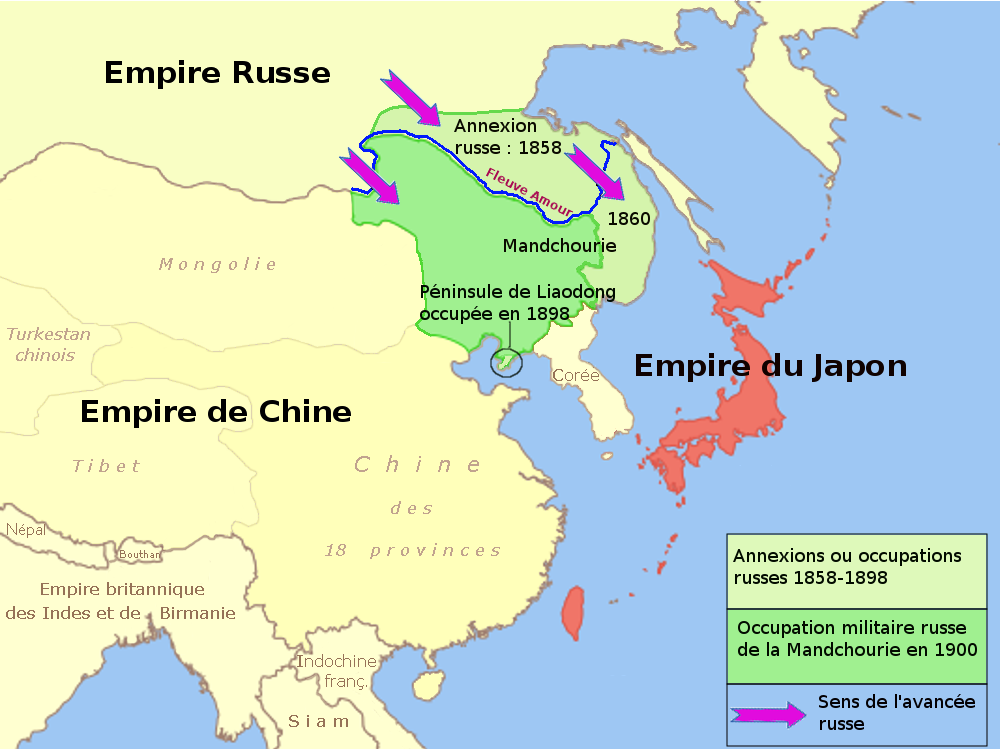 Empire Russe
Annexion
russe : 1858
Fleuve Amour
1860
Mandchourie
Mongolie
Péninsule de Liaodong
occupée en 1898
Turkestan
chinois
Corée
Empire du Japon
Empire de Chine
Tibet
Chine
des
18 provinces
Népal
Bouthan
Empire britannique
des Indes et de Birmanie
Indochine
franç.
Siam
Annexions ou occupations
russes 1858-1898
Occupation militaire russe
de la Mandchourie en 1900
Sens de l'avancée
russe